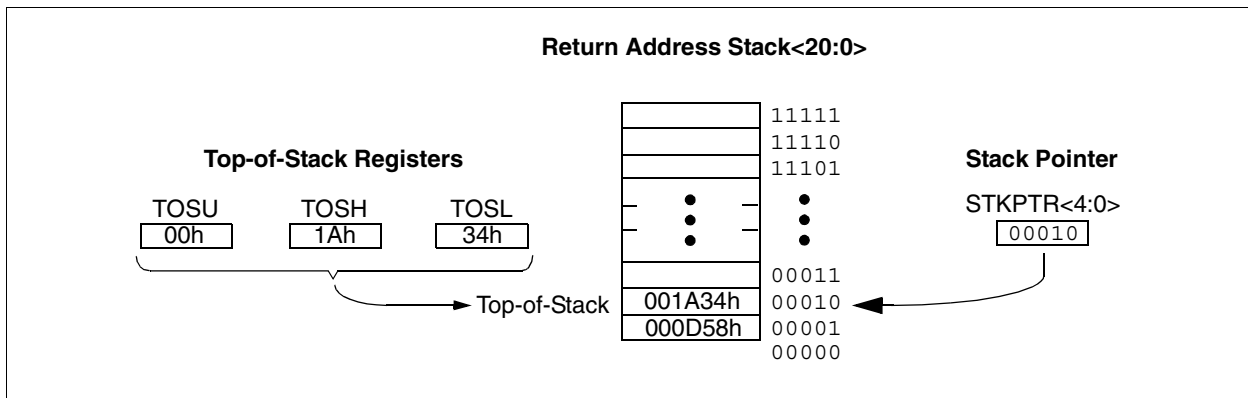 Return Address Stack<20:0>
11111
11110
11101
Top-of-Stack Registers
Stack Pointer
TOSU TOSH TOSL
STKPTR<4:0>
00h 1Ah 34h
00010
00011
Top-of-Stack 001A34h 00010
000D58h 00001
00000